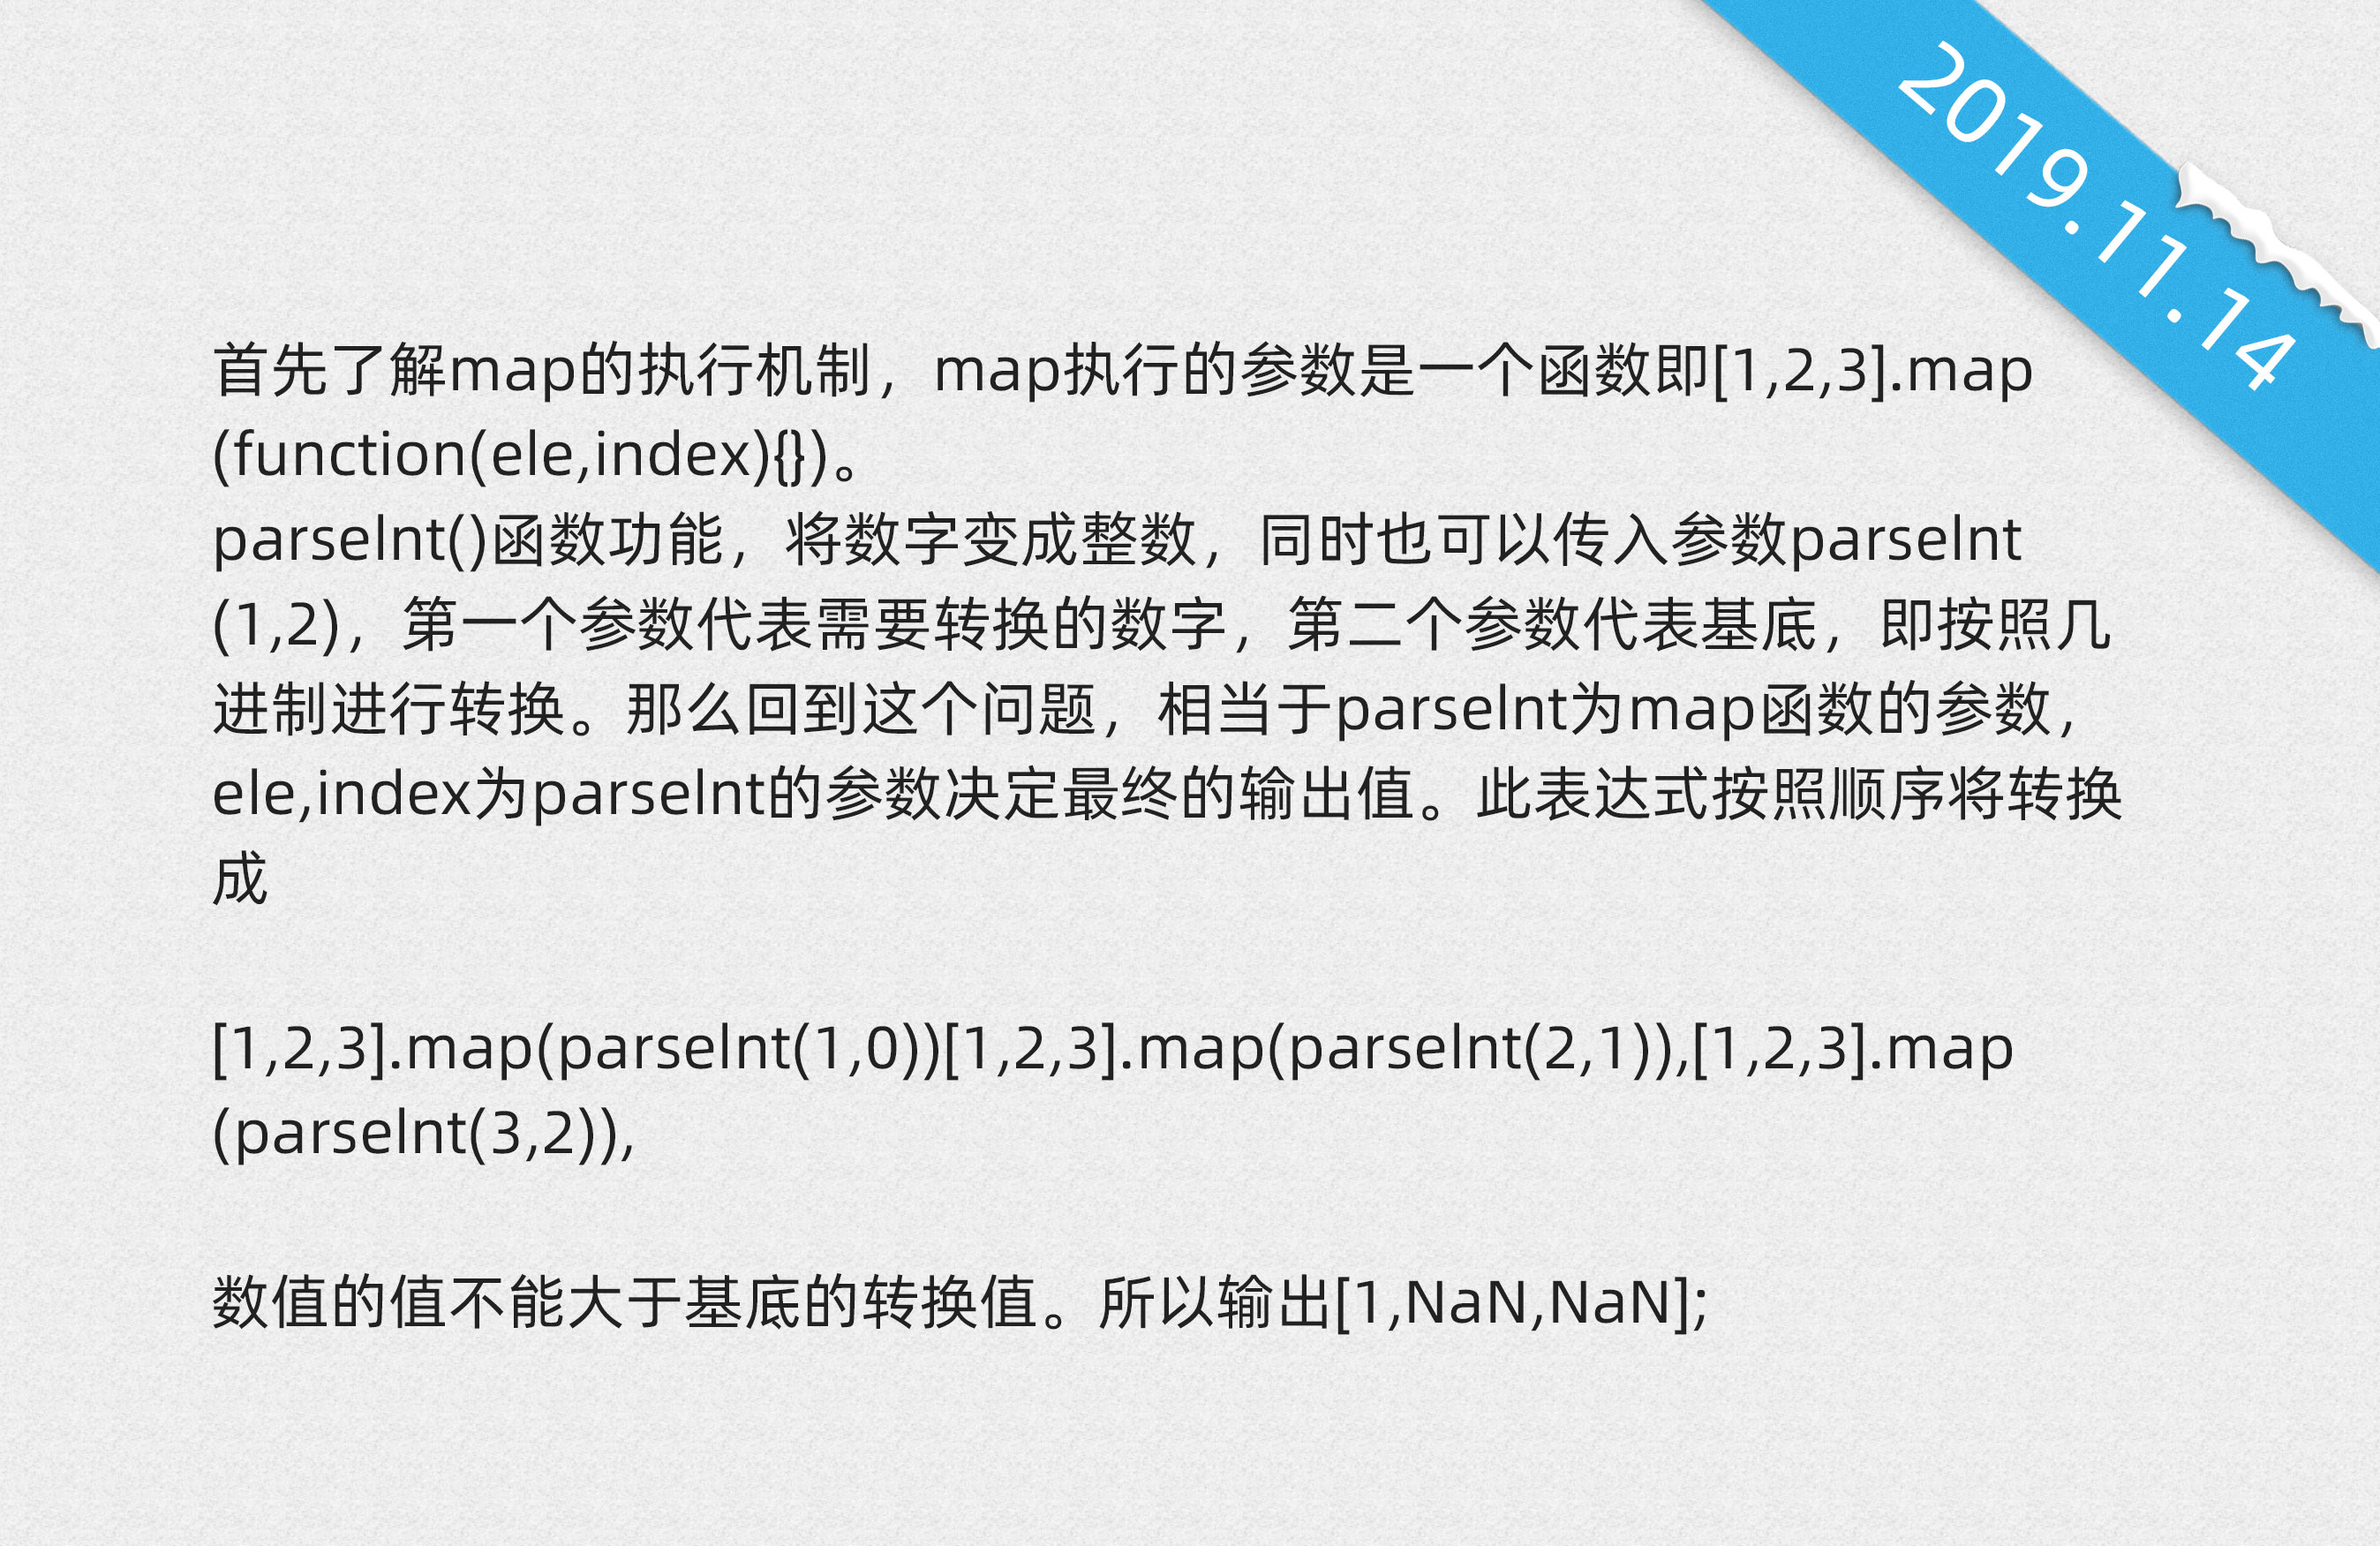 2019.11.14
首先了解map的执行机制，map执行的参数是一个函数即[1,2,3].map
(function(ele,index){})。
parseInt()函数功能，将数字变成整数，同时也可以传入参数parseInt
(1,2)，第一个参数代表需要转换的数字，第二个参数代表基底，即按照几
进制进行转换。那么回到这个问题，相当于parseInt为map函数的参数，
ele,index为parseInt的参数决定最终的输出值。此表达式按照顺序将转换
成
[1,2,3].map(parseInt(1,0))[1,2,3].map(parseInt(2,1)),[1,2,3].map
(parseInt(3,2)),
数值的值不能大于基底的转换值。所以输出[1,NaN,NaN];